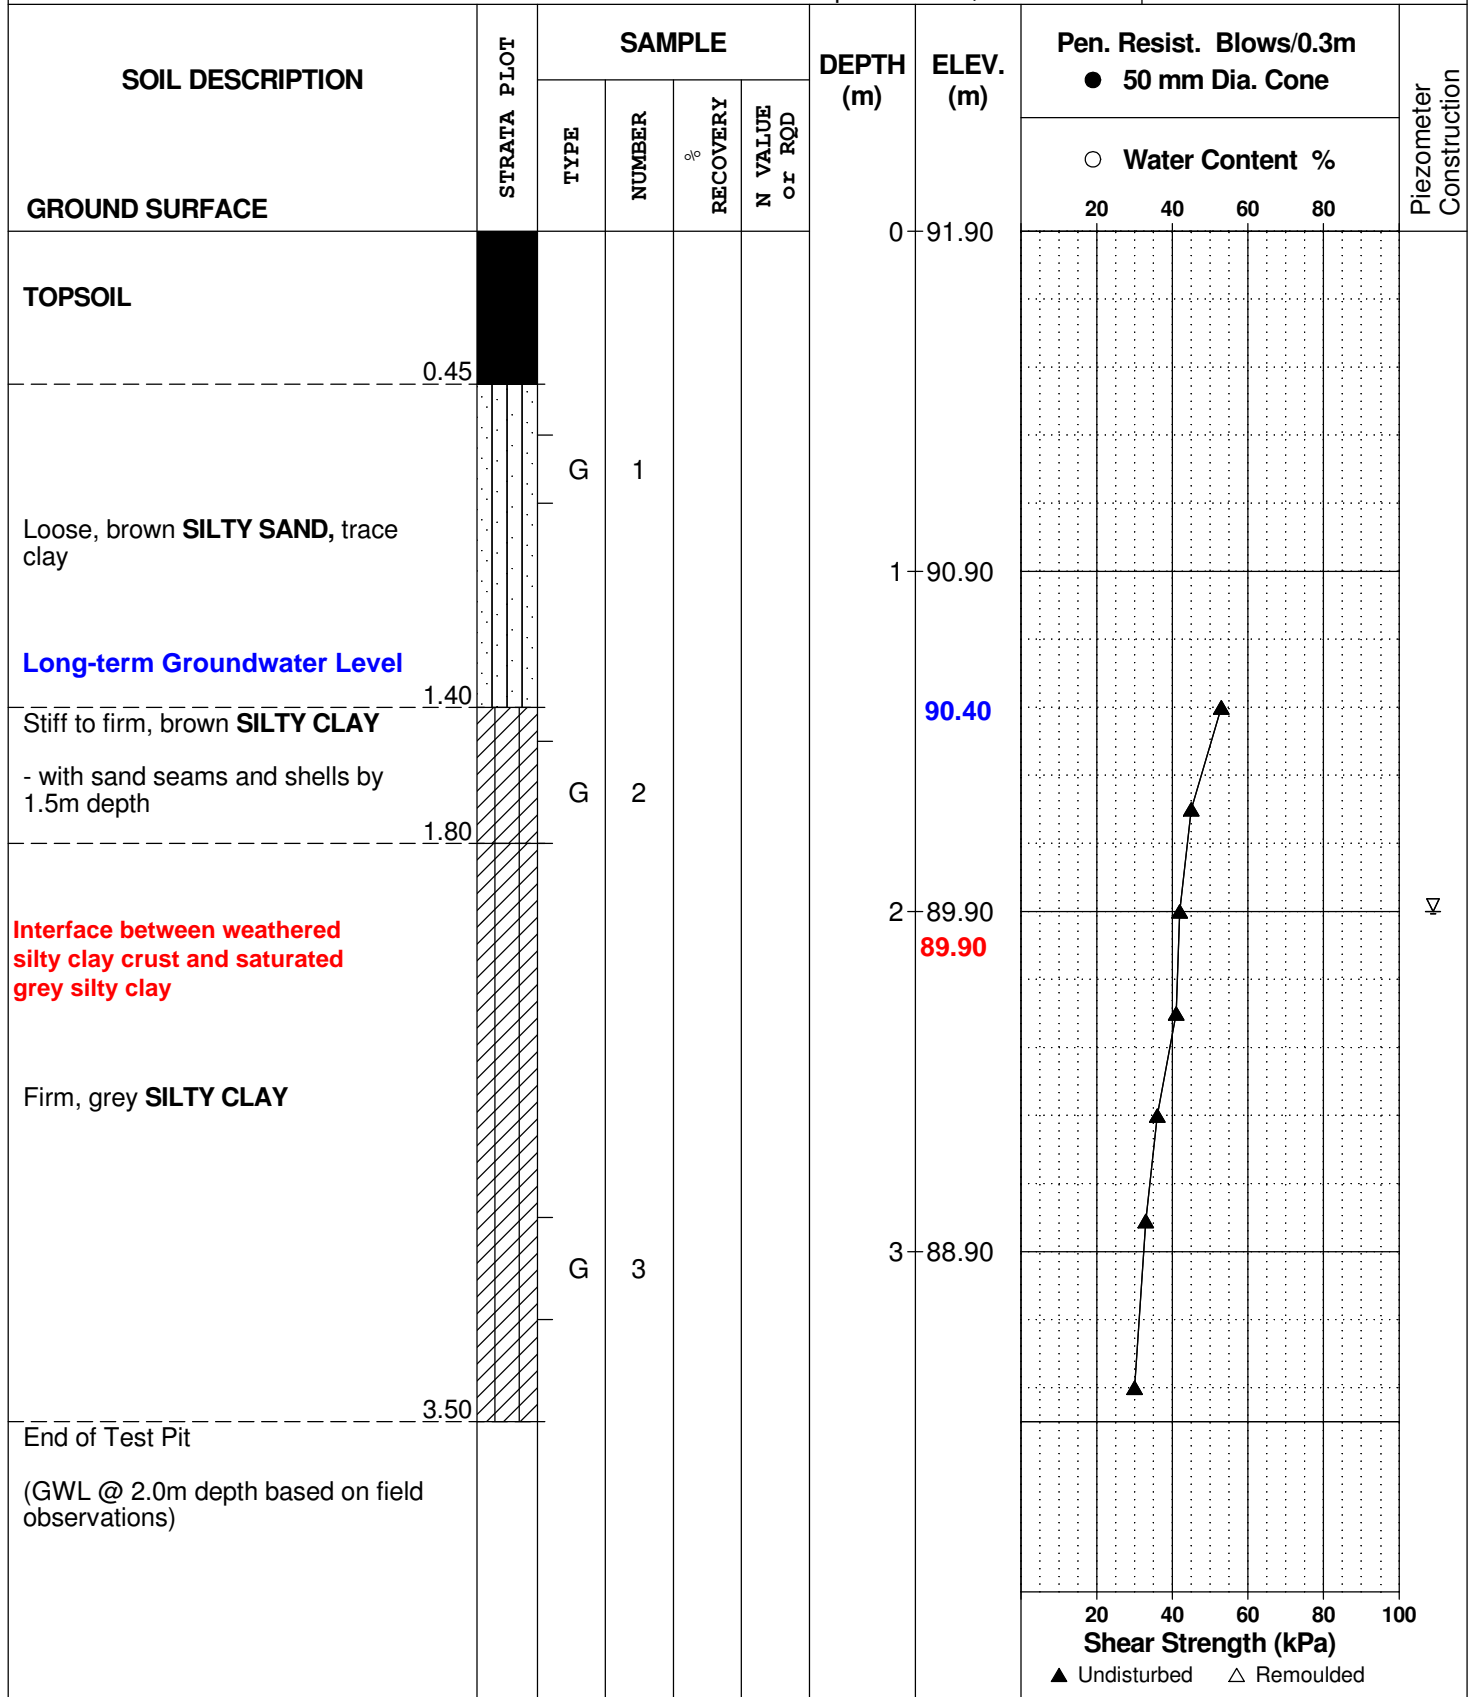 SOIL DESCRIPTION
GROUND SURFACE
STRATA PLOT
SAMPLE
TYPE
NUMBER
%
RECOVERY
N VALUE
or RQD
DEPTH
(m)
ELEV.
(m)
Pen. Resist. Blows/0.3m
● 50 mm Dia. Cone
○ Water Content %
20 40 60 80
Piezometer
Construction
0 91.90
TOPSOIL
0.45
G 1
Loose, brown SILTY SAND, trace
clay
1 90.90
Long-term Groundwater Level
1.40
90.40
Stiff to firm, brown SILTY CLAY
- with sand seams and shells by
1.5m depth
G 2
1.80
2 89.90
Interface between weathered
silty clay crust and saturated
grey silty clay
89.90
Firm, grey SILTY CLAY
3 88.90
G 3
3.50
End of Test Pit
(GWL @ 2.0m depth based on field
observations)
20 40 60 80 100
Shear Strength (kPa)
▲ Undisturbed △ Remoulded